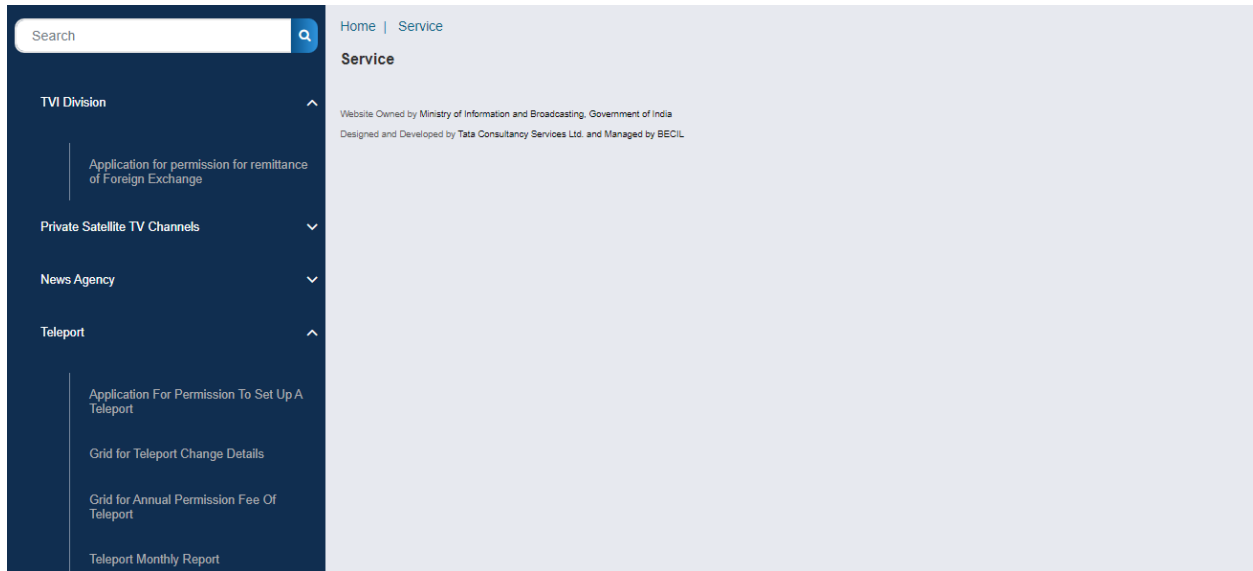 Search
TVI Division
Application for permission for remittance
of Foreign Exchange
Private Satellite TV Channels
News Agency
Teleport
Application For Permission To Set Up A
Teleport
Grid for Teleport Change Details
Grid for Annual Permission Fee Of
Teleport
Teleport Monthly Report
Home | Service
Service
Website Owned by Ministry of Information and Broadcasting, Government of India
Designed and Developed by Tata Consultancy Services Ltd. and Managed by BECIL